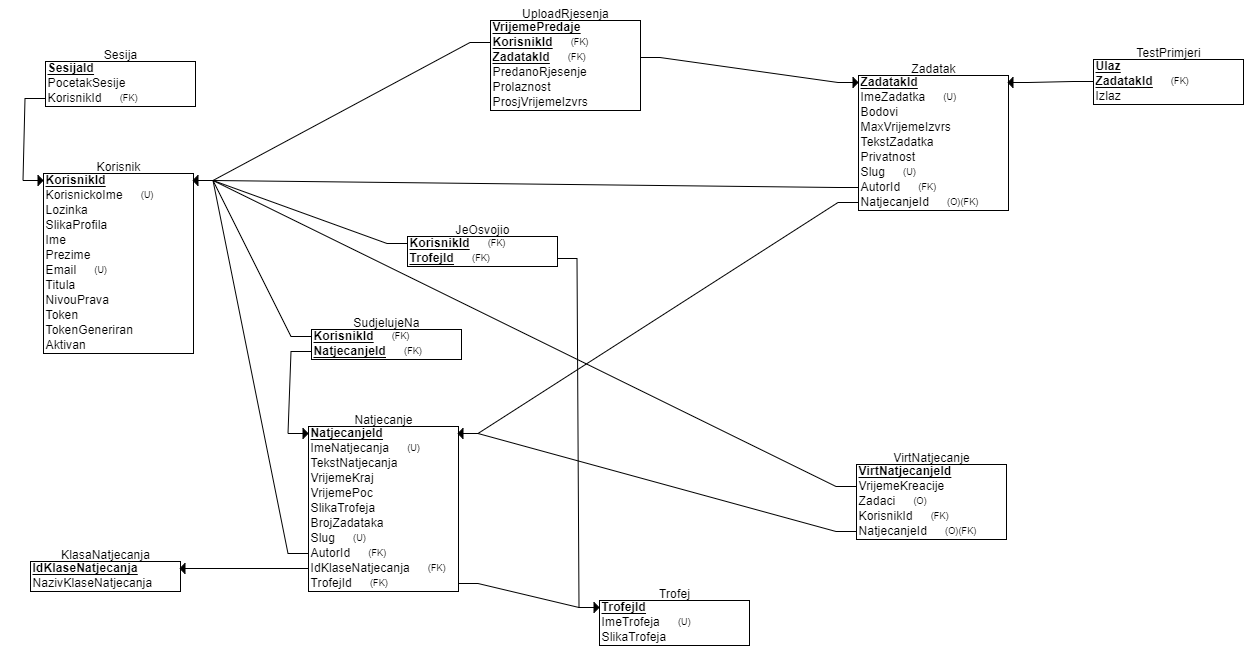 UploadRjesenja
VrijemePredaje
KorisnikId (FK)
ZadatakId (FK)
PredanoRjesenje
Prolaznost
ProsjVrijemeIzvrs
Sesija
SesijaId
PocetakSesije
KorisnikId (FK)
Zadatak
ZadatakId
ImeZadatka (U)
Bodovi
MaxVrijemeIzvrs
TekstZadatka
Privatnost
Slug (U)
AutorId (FK)
NatjecanjeId (O)(FK)
TestPrimjeri
Ulaz
ZadatakId (FK)
Izlaz
Korisnik
KorisnikId
KorisnickoIme (U)
Lozinka
SlikaProfila
Ime
Prezime
Email (U)
Titula
NivouPrava
Token
TokenGeneriran
Aktivan
JeOsvojio
KorisnikId (FK)
TrofejId (FK)
SudjelujeNa
KorisnikId (FK)
NatjecanjeId (FK)
Natjecanje
NatjecanjeId
ImeNatjecanja (U)
TekstNatjecanja
VrijemeKraj
VrijemePoc
SlikaTrofeja
BrojZadataka
Slug (U)
AutorId (FK)
IdKlaseNatjecanja (FK)
TrofejId (FK)
VirtNatjecanje
VirtNatjecanjeId
VrijemeKreacije
Zadaci (O)
KorisnikId (FK)
NatjecanjeId (O)(FK)
KlasaNatjecanja
IdKlaseNatjecanja
NazivKlaseNatjecanja
Trofej
TrofejId
ImeTrofeja (U)
SlikaTrofeja